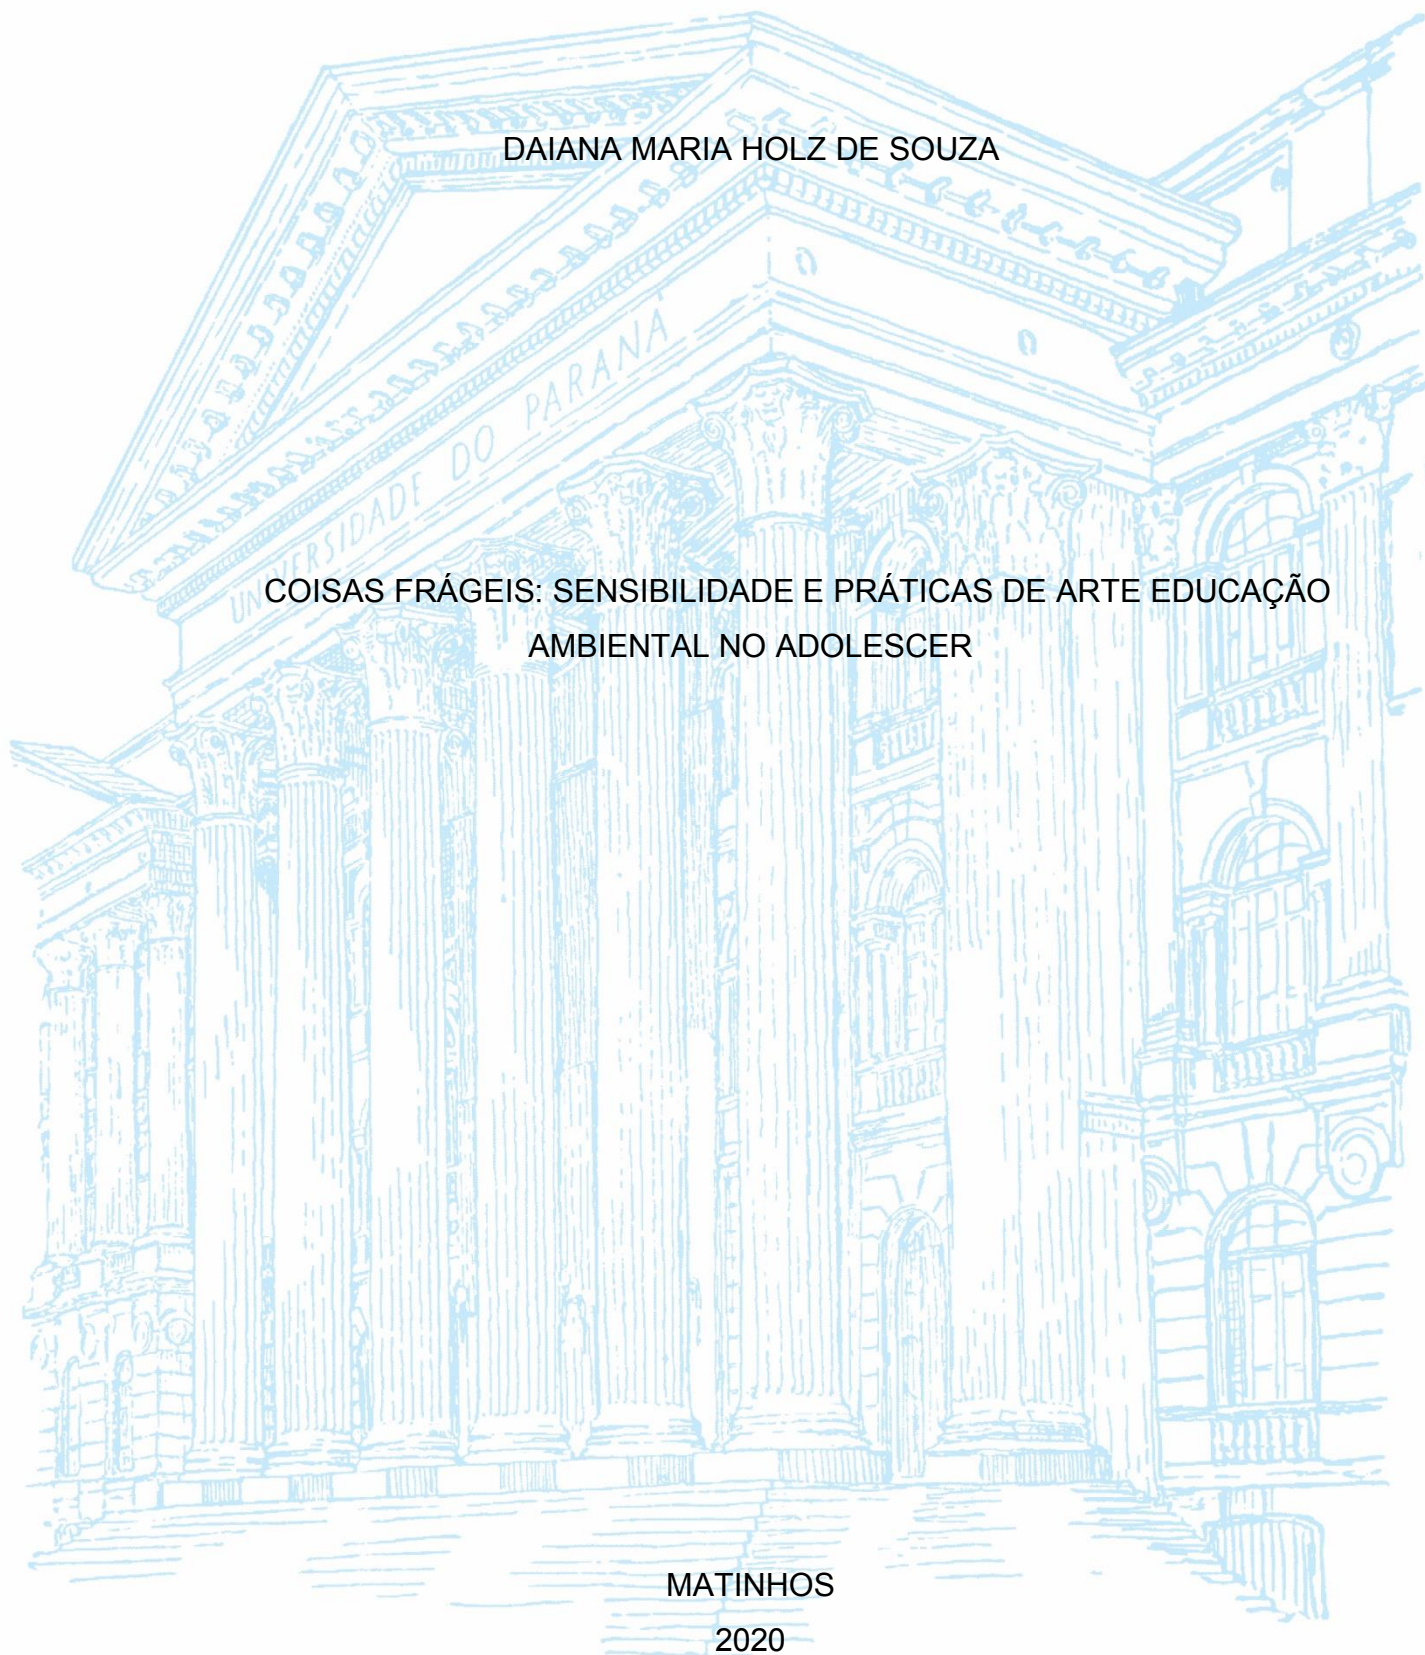 DAIANA MARIA HOLZ DE SOUZA
UNIVERSIDADE DO PARANÁ
COISAS FRÁGEIS: SENSIBILIDADE E PRÁTICAS DE ARTE EDUCAÇÃO
AMBIENTAL NO ADOLESCER
MATINHOS
2020